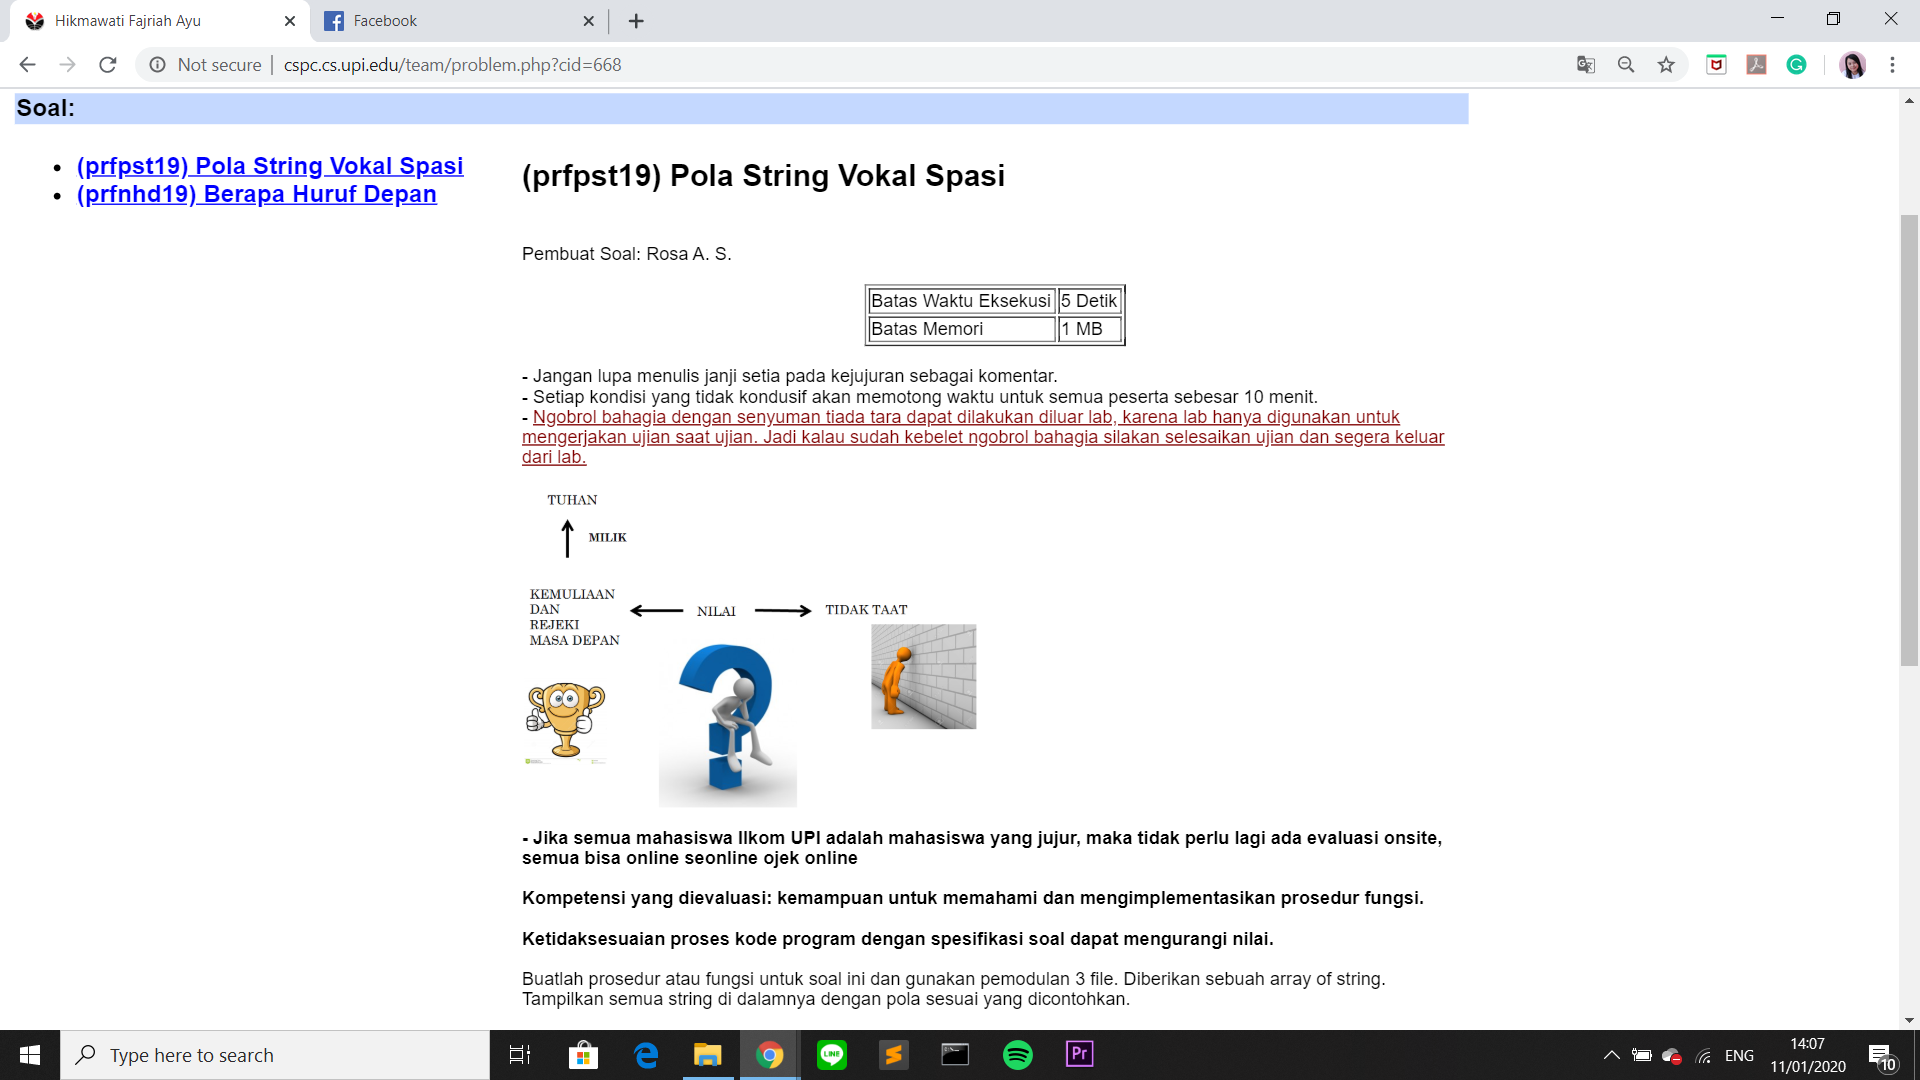 Hikmawati Fajriah Ayu
Facebook
Not secure
cspc.cs.upi.edu/team/problem.php?cid=668
Soal:
(prfpst19) Pola String Vokal Spasi
(prfnhd19) Berapa Huruf Depan
(prfpst19) Pola String Vokal Spasi
Pembuat Soal: Rosa A. S.
Batas Waktu Eksekusi 5 Detik
Batas Memori 1 MB
- Jangan lupa menulis janji setia pada kejujuran sebagai komentar.
- Setiap kondisi yang tidak kondusif akan memotong waktu untuk semua peserta sebesar 10 menit.
- Ngobrol bahagia dengan senyuman tiada tara dapat dilakukan diluar lab, karena lab hanya digunakan untuk
mengerjakan ujian saat ujian. Jadi kalau sudah kebelet ngobrol bahagia silakan selesaikan ujian dan segera keluar
dari lab.
TUHAN
MILIK
KEMULIAAN
DAN
REJEKI
MASA DEPAN
NILAI
TIDAK TAAT
- Jika semua mahasiswa Ilkom UPI adalah mahasiswa yang jujur, maka tidak perlu lagi ada evaluasi onsite,
semua bisa online seonline ojek online
Kompetensi yang dievaluasi: kemampuan untuk memahami dan mengimplementasikan prosedur fungsi.
Ketidaksesuaian proses kode program dengan spesifikasi soal dapat mengurangi nilai.
Buatlah prosedur atau fungsi untuk soal ini dan gunakan pemodulan 3 file. Diberikan sebuah array of string.
Tampilkan semua string di dalamnya dengan pola sesuai yang dicontohkan.
Type here to search
LINE
Pr
ENG
14:07
11/01/2020
10